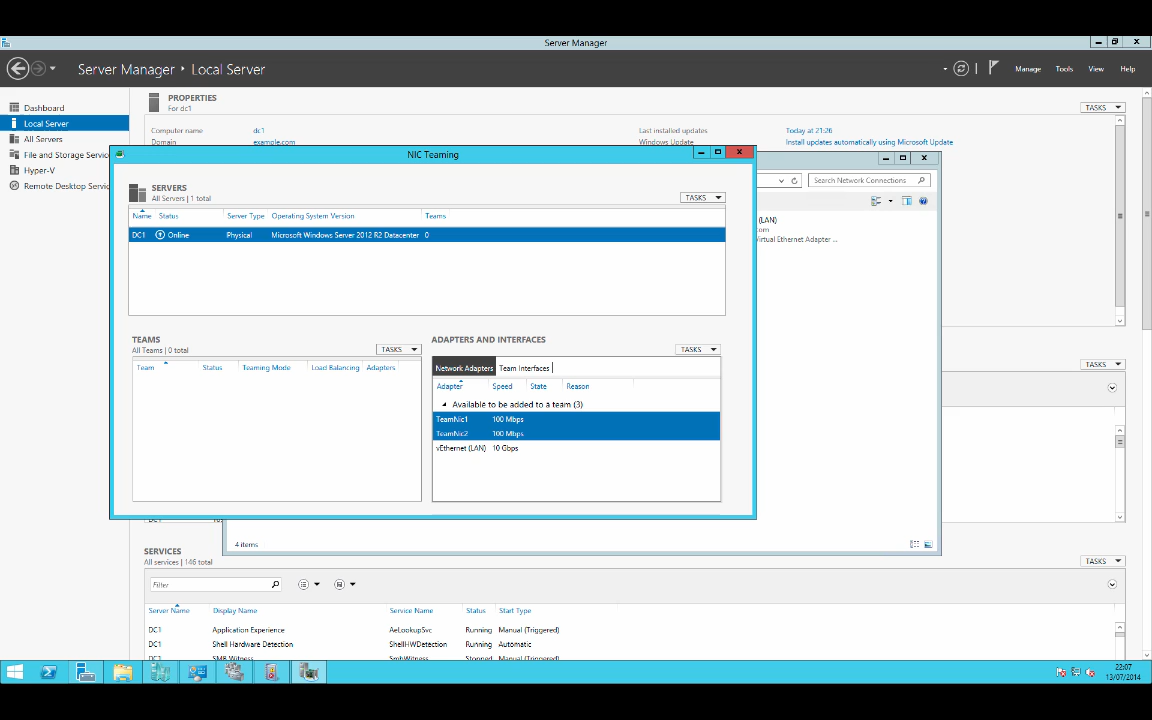 Server Manager
Server Manager • Local Server
Manage Tools View Help
Dashboard
Local Server
All Servers
File and Storage Servic
Hyper-V
Remote Desktop Servic
PROPERTIES
For dc1
TASKS
Computer name dc1
Last installed updates Today at 21:26
Domain example.com
Windows Update Install updates automatically using Microsoft Update
NIC Teaming
SERVERS
All Servers | 1 total
TASKS
Name Status Server Type Operating System Version Teams
DC1 Online Physical Microsoft Windows Server 2012 R2 Datacenter 0
TEAMS
All Teams | 0 total
TASKS
Team Status Teaming Mode Load Balancing Adapters
ADAPTERS AND INTERFACES
TASKS
Network Adapters Team Interfaces
Adapter Speed State Reason
Available to be added to a team (3)
TeamNic1 100 Mbps
TeamNic2 100 Mbps
vEthernet (LAN) 10 Gbps
Search Network Connections
(LAN)
com
Virtual Ethernet Adapter ...
4 items
TASKS
SERVICES
All services | 146 total
TASKS
Filter
Server Name Display Name Service Name Status Start Type
DC1 Application Experience AeLookupSvc Running Manual (Triggered)
DC1 Shell Hardware Detection ShellHWDetection Running Automatic
DC1 SMB Witness SmbWitness Stopped Manual (Triggered)
22:07
13/07/2014